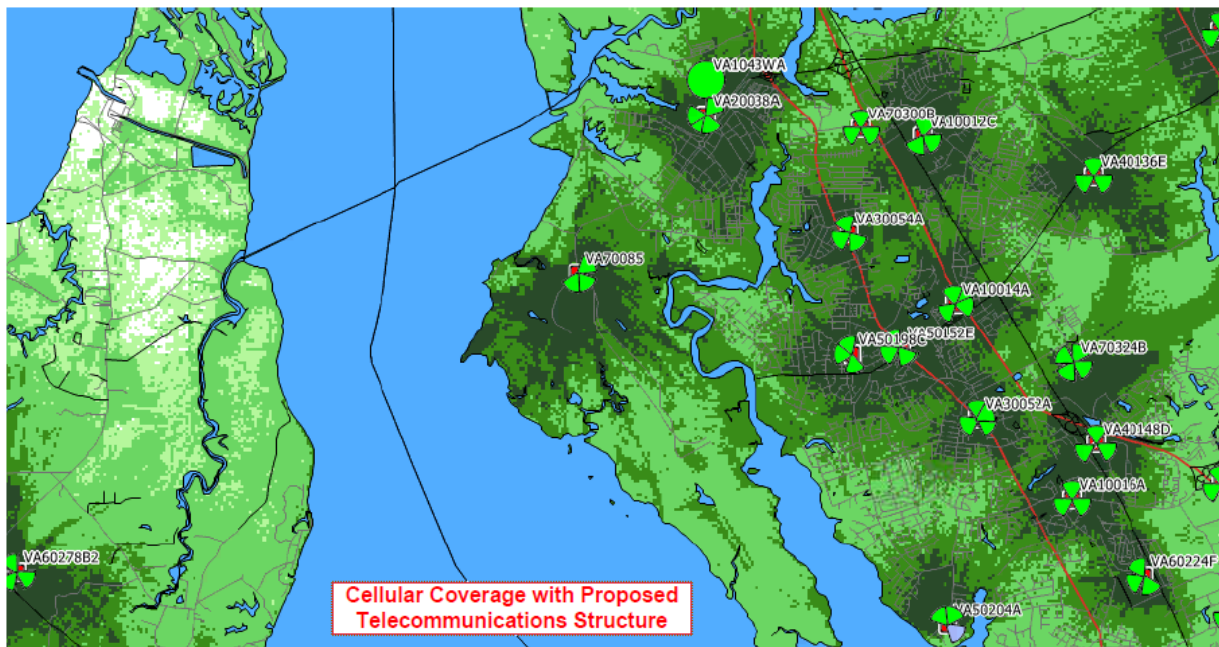 VA1043WA
VA20038A
VA70300B
VA10012C
VA40136E
VA30054A
VA70085
VA10014A
VA50152E
VA50198C
VA70324B
VA30052A
VA40148D
VA10016A
VA60278B2
VA60224F
Cellular Coverage with Proposed
Telecommunications Structure
VA50204A